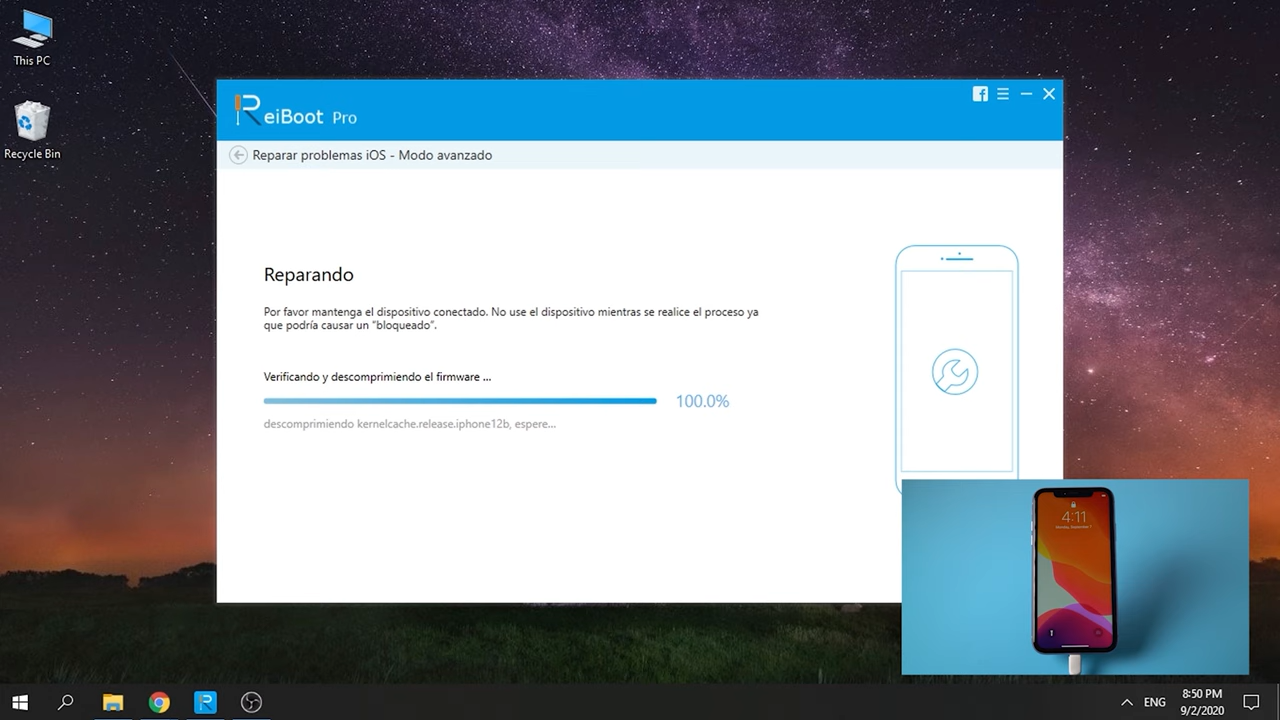 This PC
Recycle Bin
ReiBoot Pro
Reparar problemas iOS - Modo avanzado
Reparando
Por favor mantenga el dispositivo conectado. No use el dispositivo mientras se realice el proceso ya
que podría causar un "bloqueado".
Verificando y descomprimiendo el firmware ...
100.0%
descomprimiendo kernelcache.release.iphone12b, espere...
4:11
ENG
8:50 PM
9/2/2020